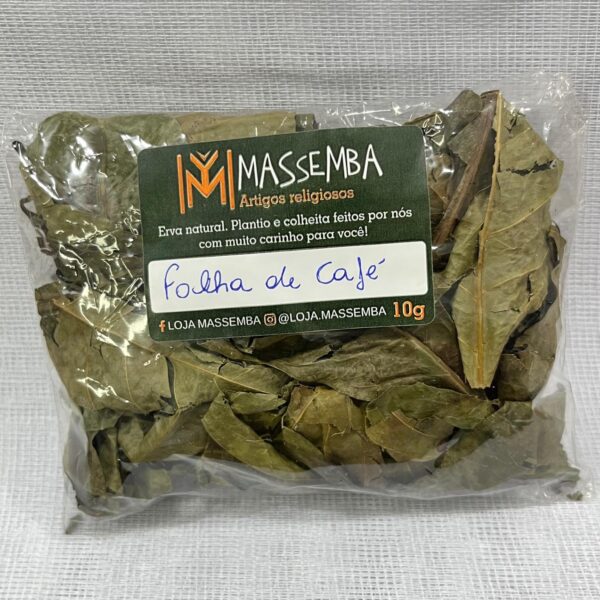 MASSEMBA
Artigos religiosos
Erva natural. Plantio e colheita feitos por nós
com muito carinho para você!
Folha de Café
LOJA MASSEMBA @LOJA.MASSEMBA 10g